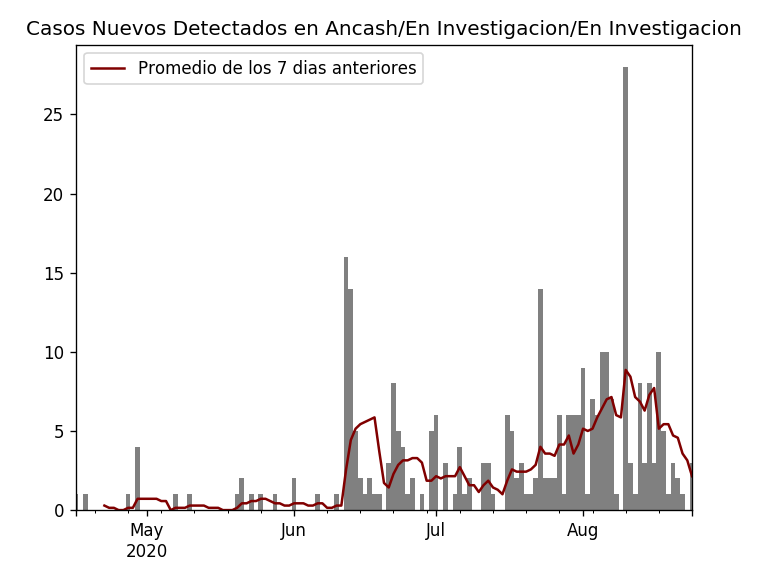 Casos Nuevos Detectados en Ancash/En Investigacion/En Investigacion
Promedio de los 7 dias anteriores
25
20
15
10
5
0
May
2020
Jun
Jul
Aug